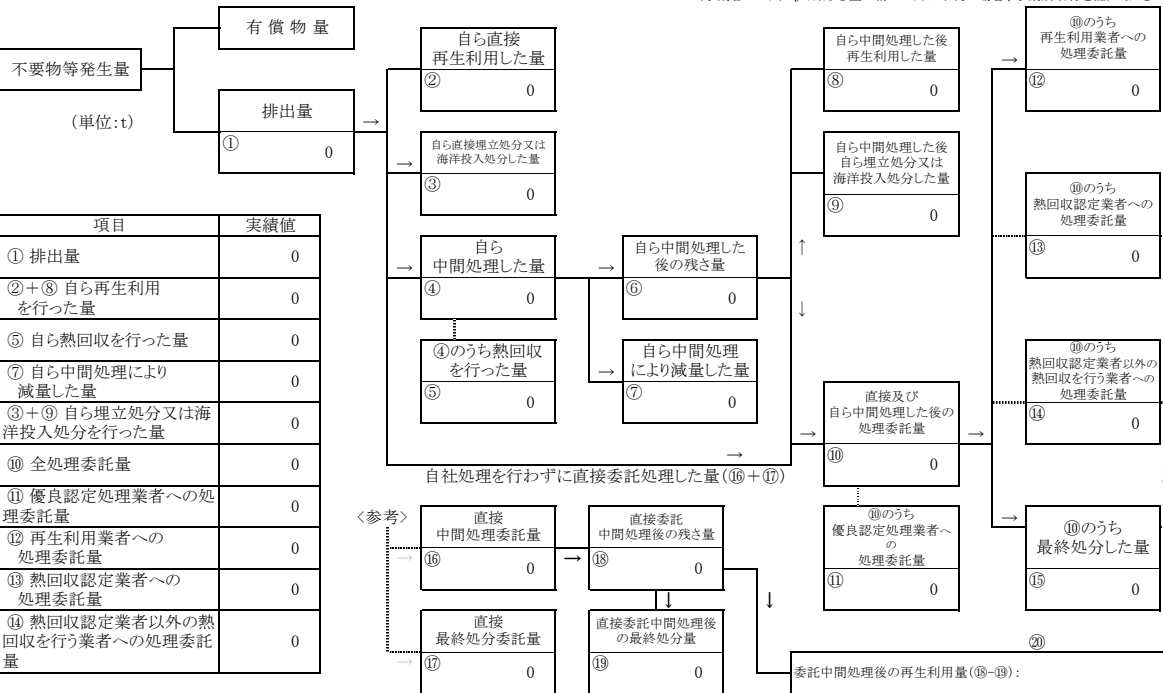 有 償 物 量
不要物等発生量
(単位:t)
排出量
①
0
→
自ら直接
再生利用した量
②
0
→
自ら直接埋立処分又は
海洋投入処分した量
③
0
→
自ら
中間処理した量
④
0
④のうち熱回収
を行った量
⑤
0
→
自ら中間処理した
後の残さ量
⑥
0
→
自ら中間処理
により減量した量
⑦
0
自ら中間処理した後
再生利用した量
⑧
0
自ら中間処理した後
自ら埋立処分又は
海洋投入処分した量
⑨
0
↑
↓
→
直接及び
自ら中間処理した後の
処理委託量
⑩
0
→
⑩のうち
優良認定処理業者へ
の
処理委託量
⑪
0
→
⑩のうち
再生利用業者への
処理委託量
⑫
0
⑩のうち
熱回収認定業者への
処理委託量
⑬
0
⑩のうち
熱回収認定業者以外の
熱回収を行う業者への
処理委託量
⑭
0
→
⑩のうち
最終処分した量
⑮
0
→
自社処理を行わずに直接委託処理した量(⑯+⑰)
項目 実績値
① 排出量 0
②+⑧ 自ら再生利用
を行った量 0
⑤ 自ら熱回収を行った量 0
⑦ 自ら中間処理により
減量した量 0
③+⑨ 自ら埋立処分又は海
洋投入処分を行った量 0
⑩ 全処理委託量 0
⑪ 優良認定処理業者への処
理委託量 0
⑫ 再生利用業者への
処理委託量 0
⑬ 熱回収認定業者への
処理委託量 0
⑭ 熱回収認定業者以外の熱
回収を行う業者への処理委託
量 0
〈参考〉
→
直接
中間処理委託量
⑯
0
→
直接委託
中間処理後の残さ量
⑱
0
→
直接
最終処分委託量
⑰
0
↓
直接委託中間処理後
の最終処分量
⑲
0
↓
⑳
委託中間処理後の再生利用量(⑱-⑲):